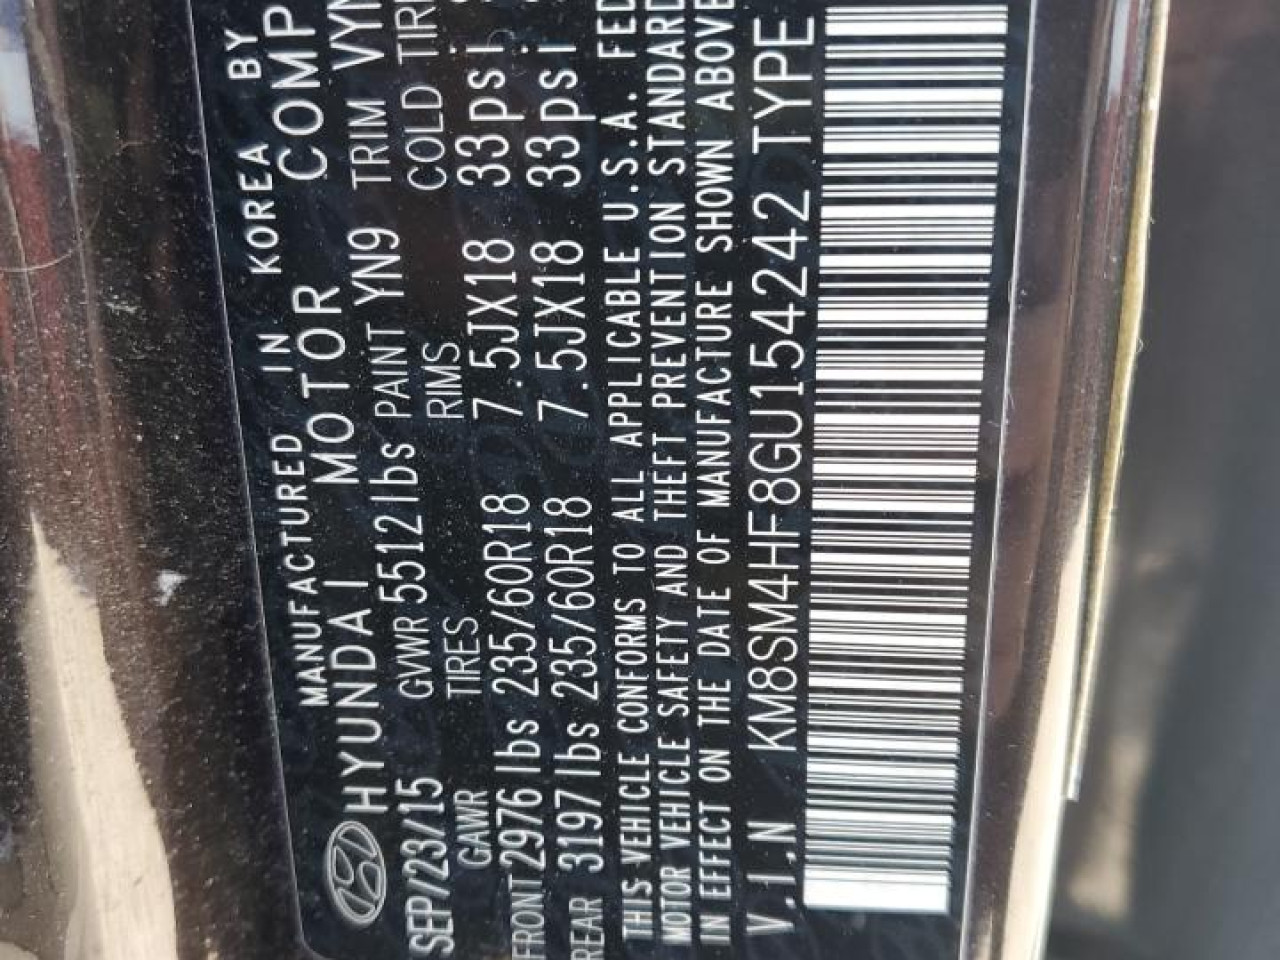 MANUFACTURED IN KOREA BY
HYUNDAI MOTOR COMP
SEP/23/15 GVWR 5512lbs PAINT YN9 TRIM VYN
GAWR TIRES RIMS COLD TIR
FRONT 2976lbs 235/60R18 7.5JX18 33psi
REAR 3197lbs 235/60R18 7.5JX18 33psi
THIS VEHICLE CONFORMS TO ALL APPLICABLE U.S.A. FED
MOTOR VEHICLE SAFETY AND THEFT PREVENTION STANDARD
IN EFFECT ON THE DATE OF MANUFACTURE SHOWN ABOVE
V.I.N KM8SM4HF8GU154242 TYPE